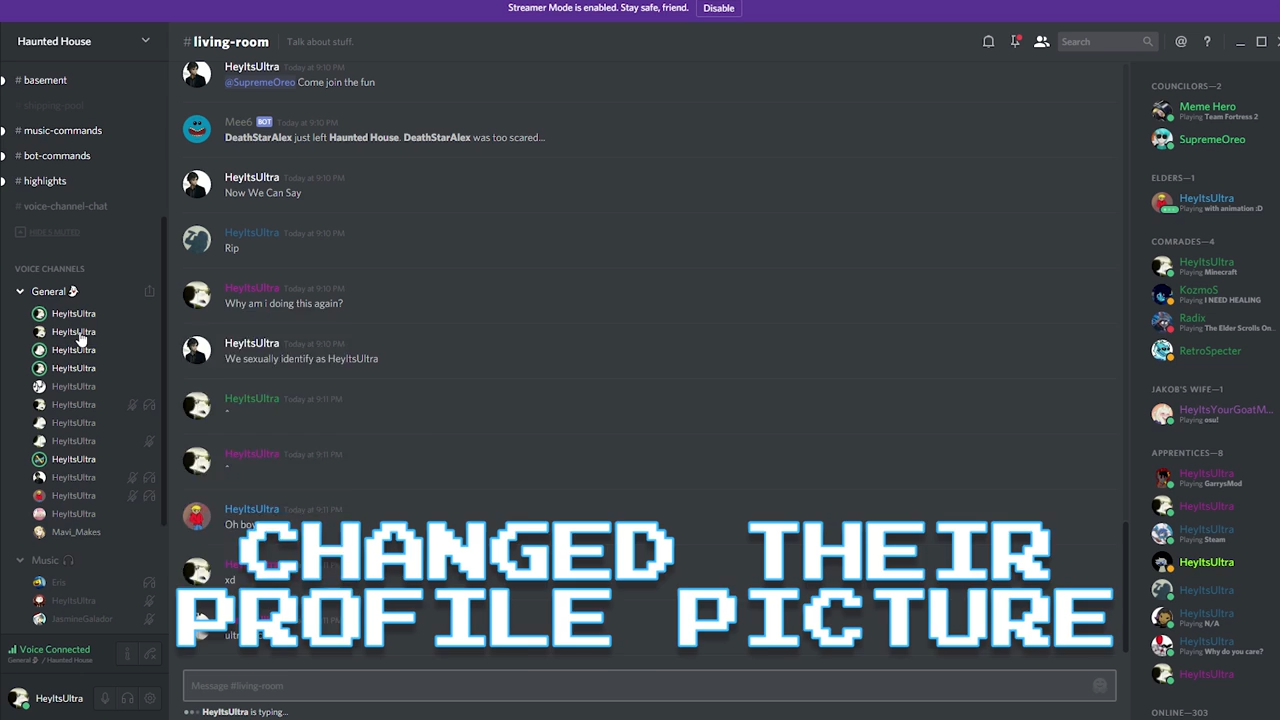 Streamer Mode is enabled. Stay safe, friend. Disable
Haunted House
# basement
# shipping-pool
# music-commands
# bot-commands
# highlights
# voice-channel-chat
HIDE 5 MUTED
VOICE CHANNELS
General
HeyItsUltra
HeyItsUltra
HeyItsUltra
HeyItsUltra
HeyItsUltra
HeyItsUltra
HeyItsUltra
HeyItsUltra
HeyItsUltra
HeyItsUltra
HeyItsUltra
HeyItsUltra
Mavi_Makes
Music
Eris
HeyItsUltra
JasmineGalador
Voice Connected
General / Haunted House
HeyItsUltra
# living-room Talk about stuff.
Search
HeyItsUltra Today at 9:10 PM
@SupremeOreo Come join the fun
Mee6 BOT Today at 9:10 PM
DeathStarAlex just left Haunted House. DeathStarAlex was too scared...
HeyItsUltra Today at 9:10 PM
Now We Can Say
HeyItsUltra Today at 9:10 PM
Rip
HeyItsUltra Today at 9:10 PM
Why am i doing this again?
HeyItsUltra Today at 9:10 PM
We sexually identify as HeyItsUltra
HeyItsUltra Today at 9:11 PM
-
HeyItsUltra Today at 9:11 PM
-
HeyItsUltra Today at 9:11 PM
Oh
xd
CHANGED THEIR
PROFILE PICTURE
Message #living-room
HeyItsUltra is typing...
COUNCILORS—2
Meme Hero
Playing Team Fortress 2
SupremeOreo
ELDERS—1
HeyItsUltra
Playing with animation :D
COMRADES—4
HeyItsUltra
Playing Minecraft
KozmoS
Playing I NEED HEALING
Radix
Playing The Elder Scrolls On...
RetroSpecter
JAKOB'S WIFE—1
HeyItsYourGoatM...
Playing osu!
APPRENTICES—8
HeyItsUltra
Playing GarrysMod
HeyItsUltra
HeyItsUltra
Playing Steam
HeyItsUltra
HeyItsUltra
HeyItsUltra
Playing N/A
HeyItsUltra
Playing Why do you care?
HeyItsUltra
ONLINE—303